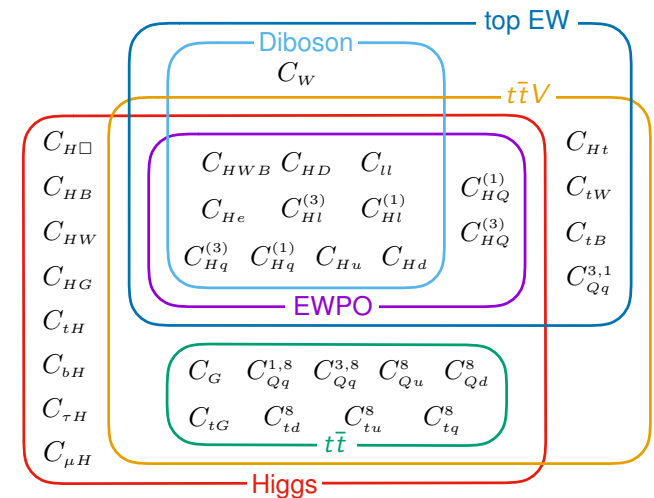 top EW
Diboson
C_W
tt̄V
C_{H□}
C_{HB}
C_{HW}
C_{HG}
C_{tH}
C_{bH}
C_{τH}
C_{μH}
C_{HWB} C_{HD} C_{ll}
C_{He} C_{Hl}^{(3)} C_{Hl}^{(1)}
C_{Hq}^{(3)} C_{Hq}^{(1)} C_{Hu} C_{Hd}
C_{HQ}^{(1)}
C_{HQ}^{(3)}
C_{Ht}
C_{tW}
C_{tB}
C_{Qq}^{3,1}
EWPO
C_G C_{Qq}^{1,8} C_{Qq}^{3,8} C_{Qu}^{8} C_{Qd}^{8}
C_{tG} C_{td}^{8} C_{tu}^{8} C_{tq}^{8}
tt̄
Higgs